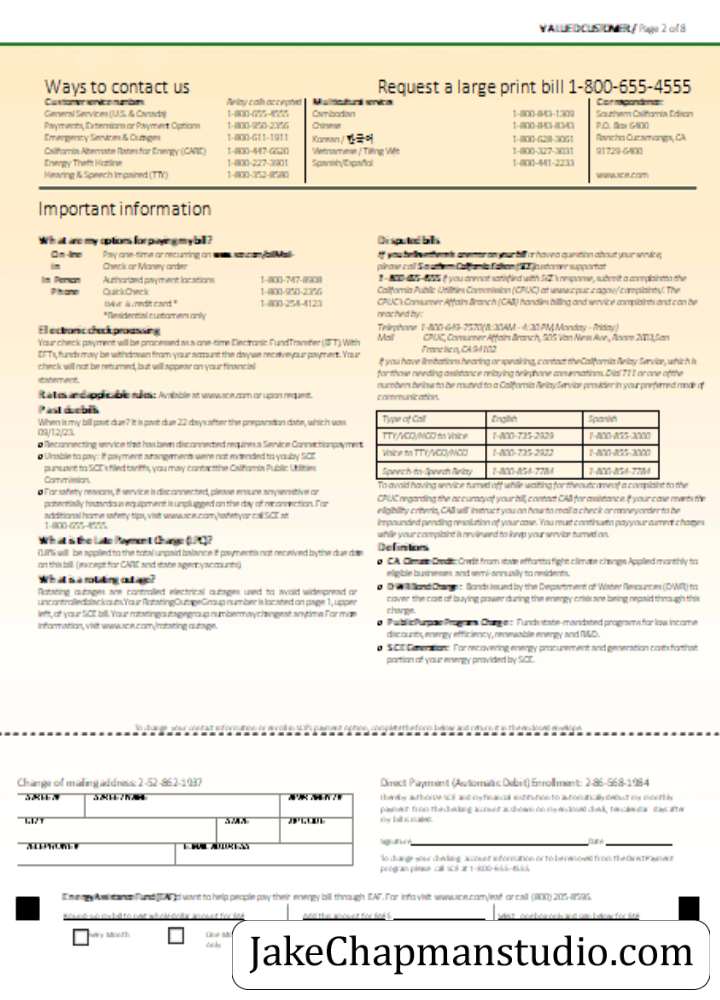 VALUED CUSTOMER / Page 2 of 8
Ways to contact us
Request a large print bill 1-800-655-4555
Customer service numbers
Relay calls accepted
General Services (U.S. & Canada) 1-800-655-4555
Payments, Extensions or Payment Options 1-800-950-2356
Emergency Services & Outages 1-800-611-1911
California Alternate Rates for Energy (CARE) 1-800-447-6620
Energy Theft Hotline 1-800-227-3901
Hearing & Speech Impaired (TTY) 1-800-352-8580
Multicultural services
Cambodian 1-800-843-1309
Chinese 1-800-843-8343
Korean / 한국어 1-800-628-3061
Vietnamese / Tiếng Việt 1-800-327-3031
Spanish/Español 1-800-441-2233
Correspondence:
Southern California Edison
P.O. Box 6400
Rancho Cucamonga, CA
91729-6400
www.sce.com
Important information
What are my options for paying my bill?
On-line Pay one-time or recurring on www.sce.com/bill
Mail-in Check or Money order
In Person Authorized payment locations 1-800-747-8908
Phone QuickCheck 1-800-950-2356
Debit & credit card * 1-800-254-4123
*Residential customers only
Electronic check processing
Your check payment will be processed as a one-time Electronic Fund Transfer (EFT). With
EFTs, funds may be withdrawn from your account the day we receive your payment. Your
check will not be returned, but will appear on your financial
statement.
Rates and applicable rules: Available at www.sce.com or upon request.
Past due bills
When is my bill past due? It is past due 22 days after the preparation date, which was
09/12/23.
Reconnecting service that has been disconnected requires a Service Connection payment.
Unable to pay: If payment arrangements were not extended to you by SCE
pursuant to SCE's filed tariffs, you may contact the California Public Utilities
Commission.
For safety reasons, if service is disconnected, please ensure any sensitive or
potentially hazardous equipment is unplugged on the day of reconnection. For
additional home safety tips, visit www.sce.com/safety or call SCE at
1-800-655-4555.
What is the Late Payment Charge (LPC)?
0.8% will be applied to the total unpaid balance if payment is not received by the due date
on this bill (except for CARE and state agency accounts).
What is a rotating outage?
Rotating outages are controlled electrical outages used to avoid widespread or
uncontrolled blackouts. Your Rotating Outage Group number is located on page 1, upper
left, of your SCE bill. Your rotating outage group number may change at any time. For more
information, visit www.sce.com/rotating outage.
Disputed bills
If you believe there is an error on your bill or have a question about your service,
please call Southern California Edison (SCE) customer support at
1-800-655-4555 if you are not satisfied with SCE's response, submit a complaint to the
California Public Utilities Commission (CPUC) at www.cpuc.ca.gov/complaints/. The
CPUC's Consumer Affairs Branch (CAB) handles billing and service complaints and can be
reached by:
Telephone 1-800-649-7570 (8:30AM - 4:30 PM, Monday - Friday)
Mail CPUC, Consumer Affairs Branch, 505 Van Ness Ave., Room 2003, San
Francisco, CA 94102
If you have limitations hearing or speaking, contact the California Relay Service, which is
for those needing assistance relaying telephone conversations. Dial 711 or one of the
numbers below to be routed to a California Relay Service provider in your preferred mode of
communication.
Type of Call English Spanish
TTY/VCO/HCO to Voice 1-800-735-2929 1-800-855-3000
Voice to TTY/VCO/HCO 1-800-735-2922 1-800-855-3000
Speech-to-Speech Relay 1-800-854-7784 1-800-854-7784
To avoid having service turned off while waiting for the outcome of a complaint to the
CPUC regarding the accuracy of your bill, contact CAB for assistance. If your case meets the
eligibility criteria, CAB will instruct you on how to mail a check or money order to be
impounded pending resolution of your case. You must continue to pay your current charges
while your complaint is reviewed to keep your service turned on.
Definitions
CA Climate Credit: Credit from state effort to fight climate change. Applied monthly to
eligible businesses and semi-annually to residents.
DWR Bond Charge: Bonds issued by the Department of Water Resources (DWR) to
cover the cost of buying power during the energy crisis are being repaid through this
charge.
Public Purpose Programs Charge: Funds state-mandated programs for low income
discounts, energy efficiency, renewable energy and R&D.
SCE Generation: For recovering energy procurement and generation costs for that
portion of your energy provided by SCE.
To change your contact information or enroll in SCE's payment option, complete the form below and return it in the enclosed envelope.
Change of mailing address: 2-52-862-1937
STREET # STREET NAME APARTMENT #
CITY STATE ZIP CODE
TELEPHONE # E-MAIL ADDRESS
Direct Payment (Automatic Debit) Enrollment: 2-86-568-1984
I hereby authorize SCE and my financial institution to automatically deduct my monthly
payment from the checking account as shown on my enclosed check, ten calendar days after
my bill is mailed.
Signature Date
To change your checking account information or to be removed from the Direct Payment
program please call SCE at 1-800-655-4555.
Energy Assistance Fund (EAF): I want to help people pay their energy bill through EAF. For info visit www.sce.com/eaf or call (800) 205-8596.
Round-up my bill to next whole dollar amount for EAF
Add this amount for EAF $
Select one box only and sign below for EAF
Every Month
only
JakeChapmanstudio.com